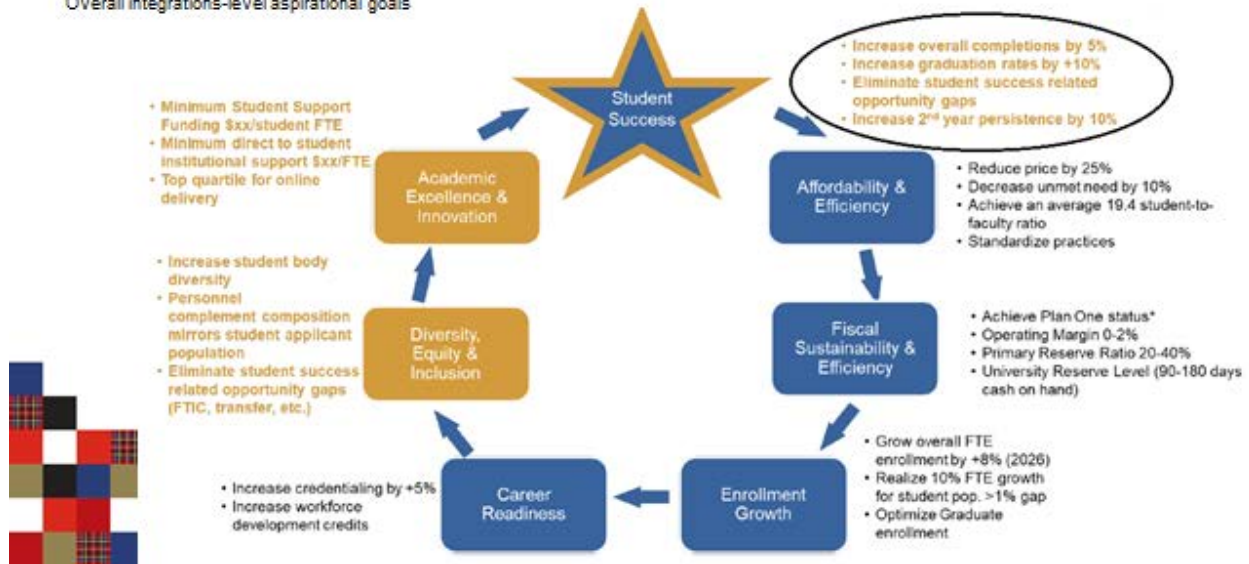 Overall integrations-level aspirational goals
Student
Success
• Increase overall completions by 5%
• Increase graduation rates by +10%
• Eliminate student success related
opportunity gaps
• Increase 2nd year persistence by 10%
Affordability &
Efficiency
• Reduce price by 25%
• Decrease unmet need by 10%
• Achieve an average 19.4 student-to-
faculty ratio
• Standardize practices
Fiscal
Sustainability &
Efficiency
• Achieve Plan One status*
• Operating Margin 0-2%
• Primary Reserve Ratio 20-40%
• University Reserve Level (90-180 days
cash on hand)
Enrollment
Growth
• Grow overall FTE
enrollment by +8% (2026)
• Realize 10% FTE growth
for student pop. >1% gap
• Optimize Graduate
enrollment
Career
Readiness
• Increase credentialing by +5%
• Increase workforce
development credits
Diversity,
Equity &
Inclusion
• Increase student body
diversity
• Personnel
complement composition
mirrors student applicant
population
• Eliminate student success
related opportunity gaps
(FTIC, transfer, etc.)
Academic
Excellence &
Innovation
• Minimum Student Support
Funding $xx/student FTE
• Minimum direct to student
institutional support $xx/FTE
• Top quartile for online
delivery